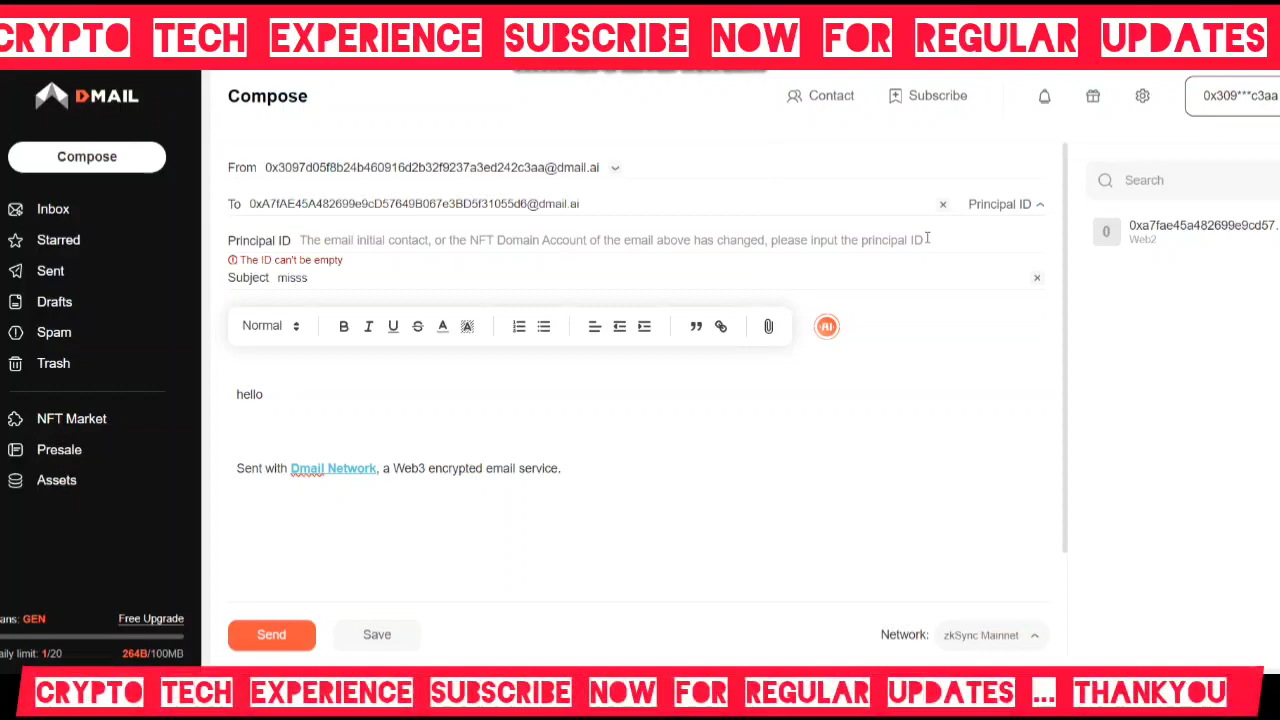 CRYPTO TECH EXPERIENCE SUBSCRIBE NOW FOR REGULAR UPDATES
DMAIL
Compose
Contact
Subscribe
0x309***c3aa
Compose
From 0x3097d05f8b24b460916d2b32f9237a3ed242c3aa@dmail.ai
Search
Inbox
To 0xA7fAE45A482699e9cD57649B067e3BD5f31055d6@dmail.ai
Principal ID
0 0xa7fae45a482699e9cd57.
Web2
Starred
Principal ID The email initial contact, or the NFT Domain Account of the email above has changed, please input the principal ID
The ID can't be empty
Sent
Subject misss
Drafts
Normal B I U S A A AI
Spam
Trash
hello
NFT Market
Presale
Sent with Dmail Network, a Web3 encrypted email service.
Assets
ans: GEN Free Upgrade
Send
Save
Network: zkSync Mainnet
aily limit: 1/20 264B/100MB
CRYPTO TECH EXPERIENCE SUBSCRIBE NOW FOR REGULAR UPDATES ... THANKYOU